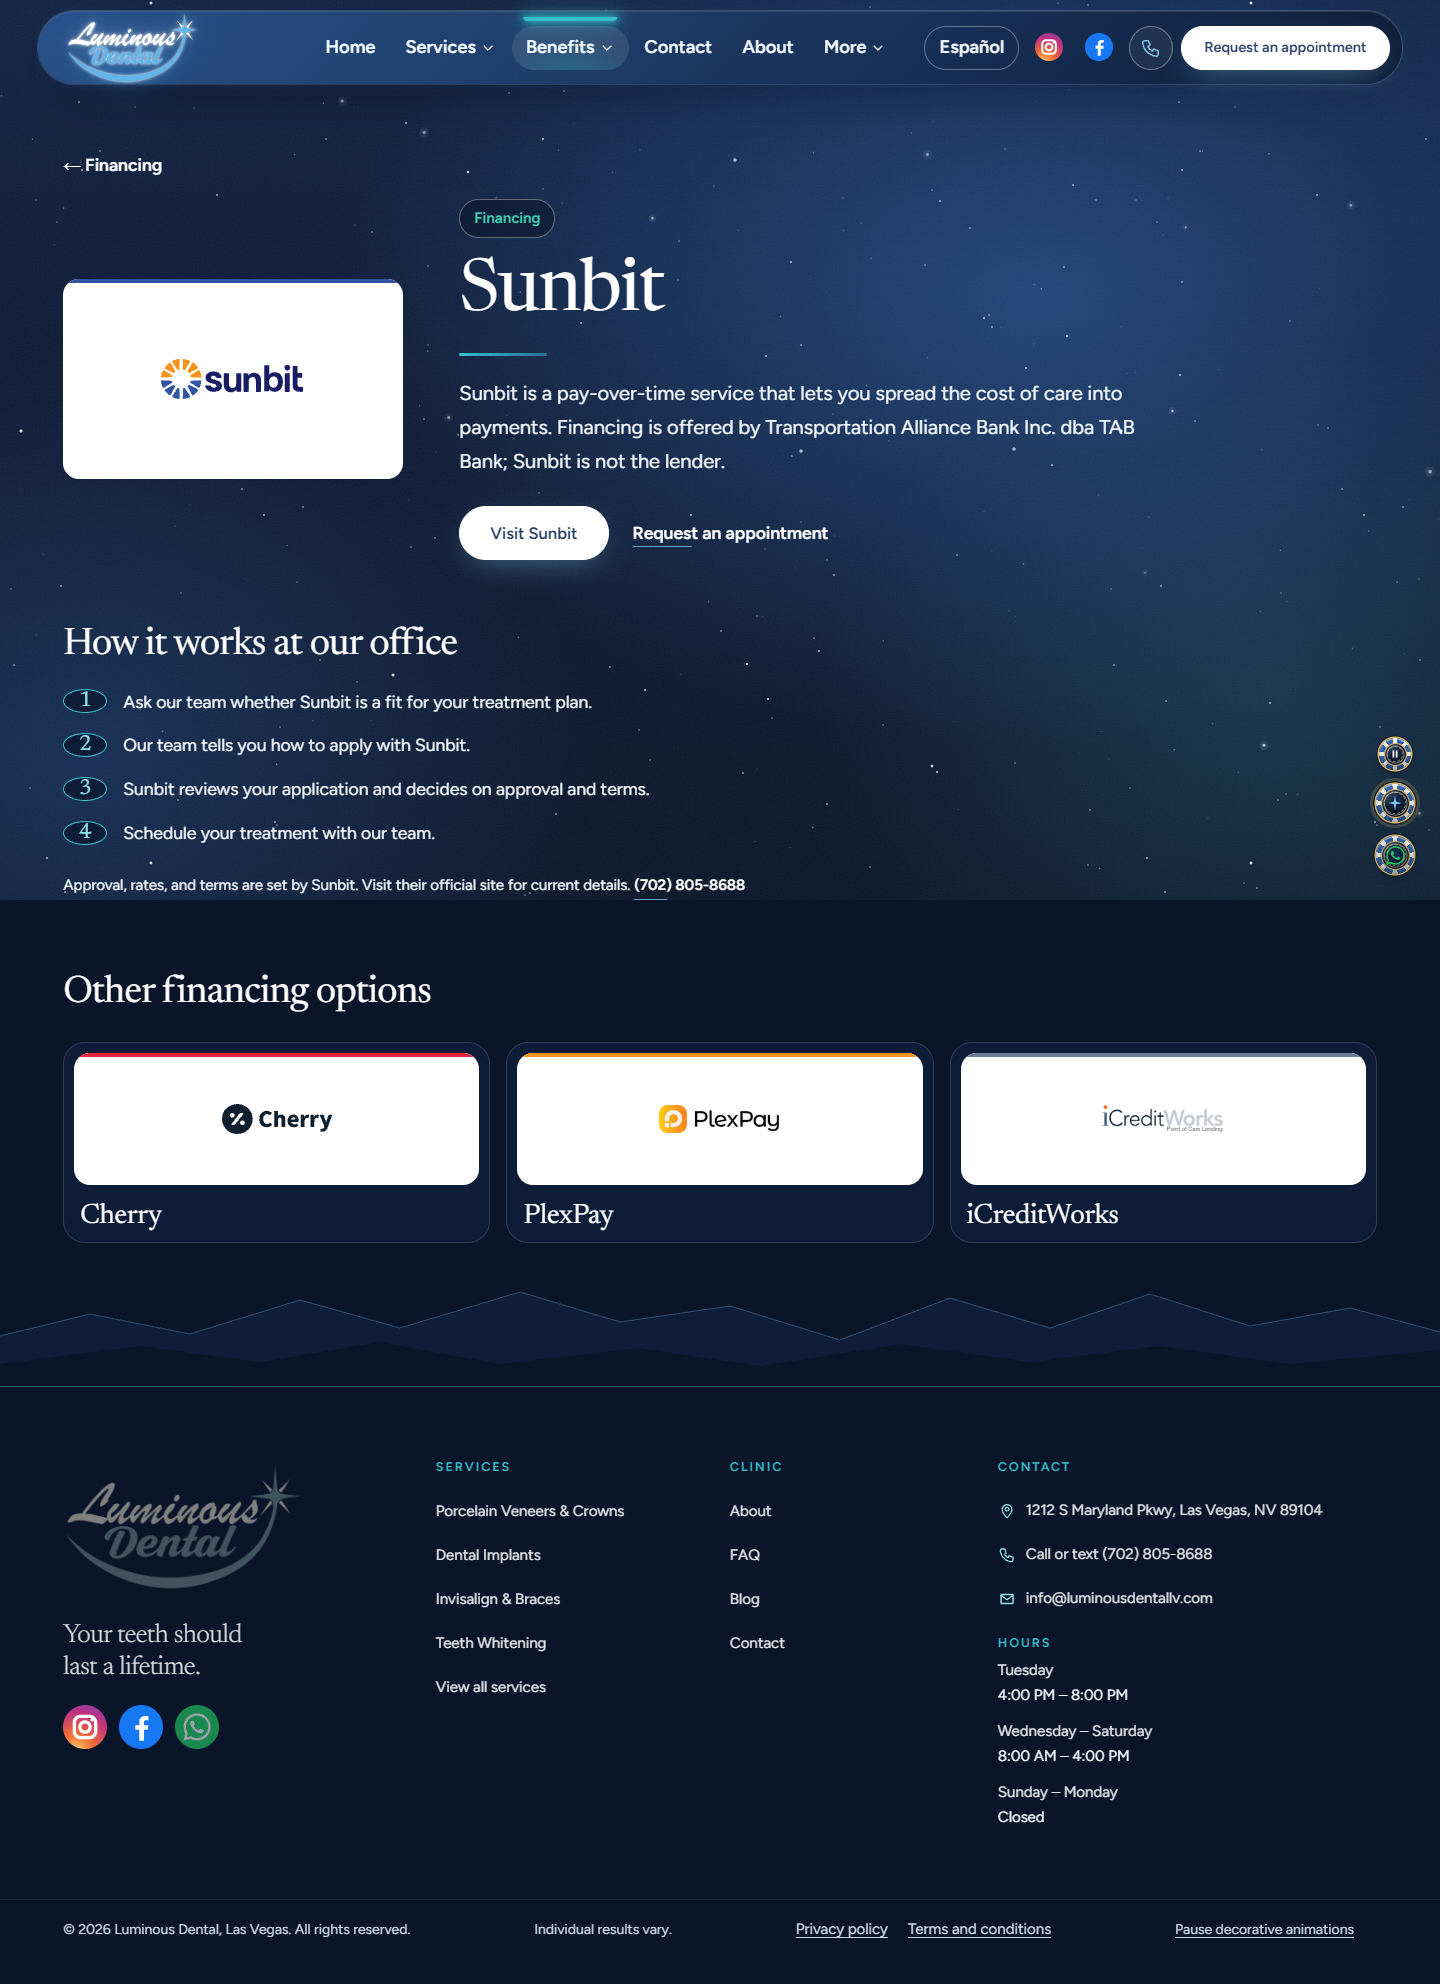 Luminous
Dental
Home
Services
Benefits
Contact
About
More
Español
Request an appointment
← Financing
Financing
Sunbit
sunbit
Sunbit is a pay-over-time service that lets you spread the cost of care into
payments. Financing is offered by Transportation Alliance Bank Inc. dba TAB
Bank; Sunbit is not the lender.
Visit Sunbit
Request an appointment
How it works at our office
1 Ask our team whether Sunbit is a fit for your treatment plan.
2 Our team tells you how to apply with Sunbit.
3 Sunbit reviews your application and decides on approval and terms.
4 Schedule your treatment with our team.
Approval, rates, and terms are set by Sunbit. Visit their official site for current details. (702) 805-8688
Other financing options
Cherry
Cherry
PlexPay
PlexPay
iCreditWorks
Point of Care Lending
iCreditWorks
Luminous
Dental
Your teeth should
last a lifetime.
SERVICES
Porcelain Veneers & Crowns
Dental Implants
Invisalign & Braces
Teeth Whitening
View all services
CLINIC
About
FAQ
Blog
Contact
CONTACT
1212 S Maryland Pkwy, Las Vegas, NV 89104
Call or text (702) 805-8688
info@luminousdentallv.com
HOURS
Tuesday
4:00 PM – 8:00 PM
Wednesday – Saturday
8:00 AM – 4:00 PM
Sunday – Monday
Closed
© 2026 Luminous Dental, Las Vegas. All rights reserved.
Individual results vary.
Privacy policy
Terms and conditions
Pause decorative animations